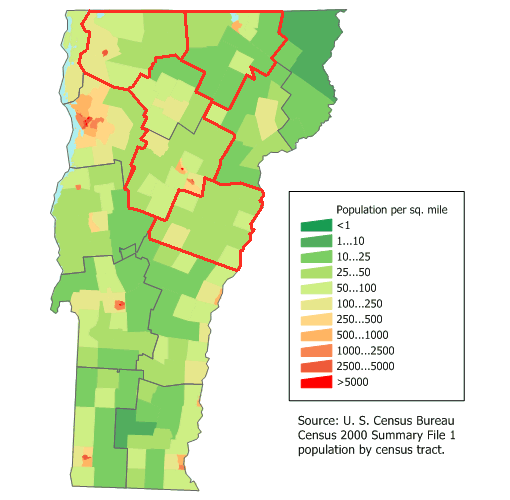 Population per sq. mile
<1
1...10
10...25
25...50
50...100
100...250
250...500
500...1000
1000...2500
2500...5000
>5000
Source: U. S. Census Bureau
Census 2000 Summary File 1
population by census tract.